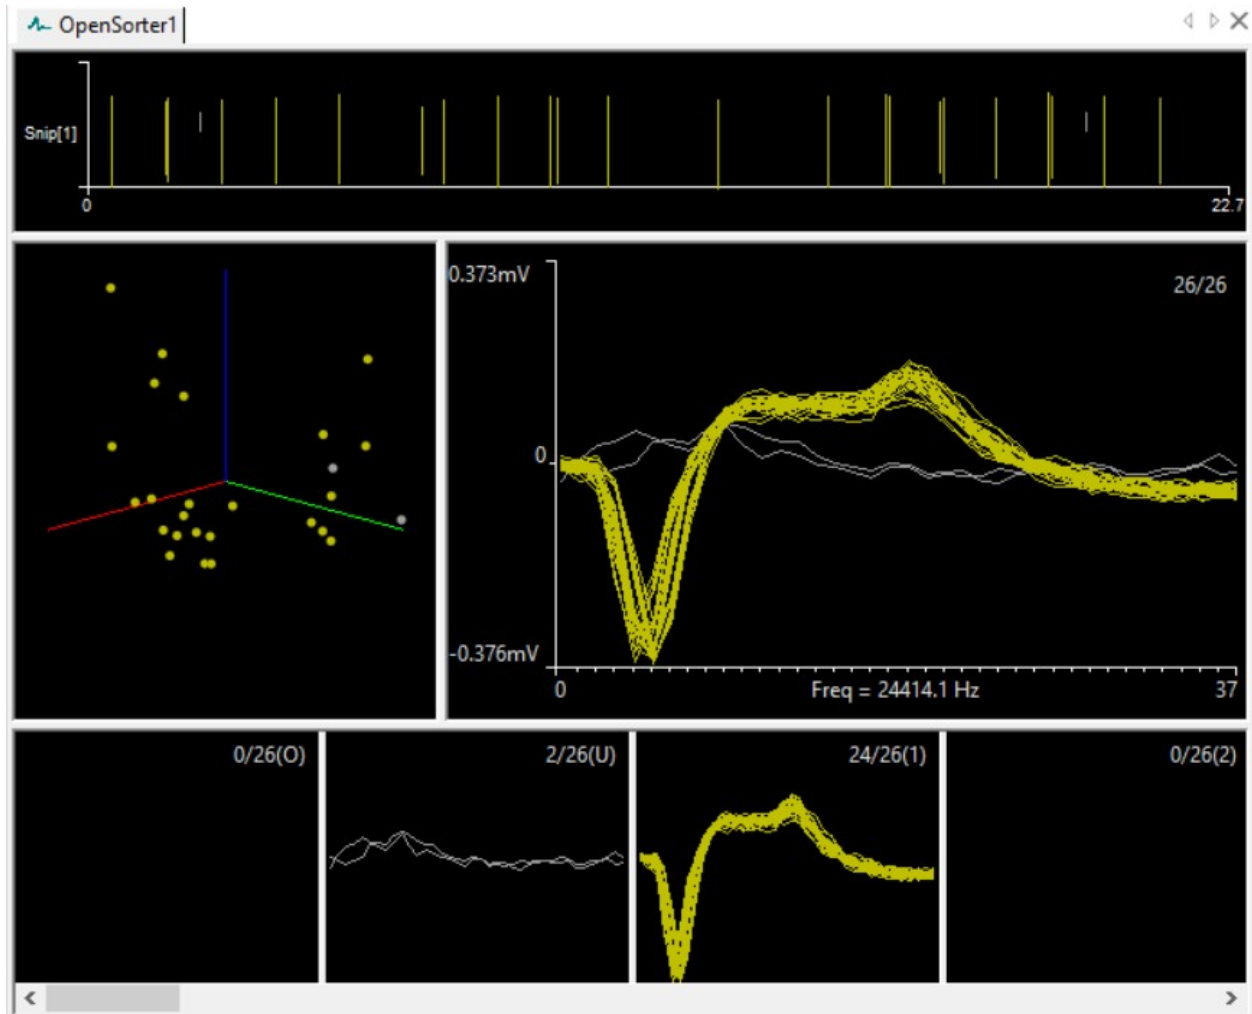 OpenSorter1
Snip[1]
0
22.7
0.373mV
26/26
0
-0.376mV
0
Freq = 24414.1 Hz
37
0/26(O)
2/26(U)
24/26(1)
0/26(2)